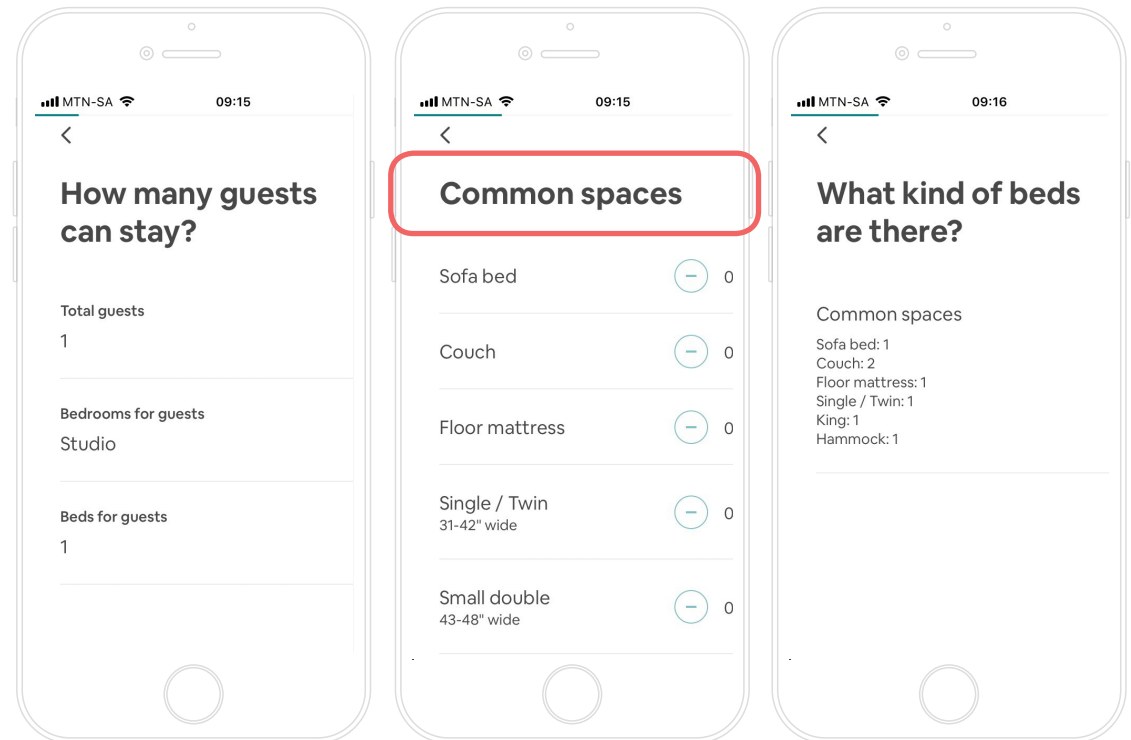 MTN-SA 09:15
How many guests
can stay?
Total guests
1
Bedrooms for guests
Studio
Beds for guests
1
MTN-SA 09:15
Common spaces
Sofa bed 0
Couch 0
Floor mattress 0
Single / Twin 0
31-42" wide
Small double 0
43-48" wide
MTN-SA 09:16
What kind of beds
are there?
Common spaces
Sofa bed: 1
Couch: 2
Floor mattress: 1
Single / Twin: 1
King: 1
Hammock: 1